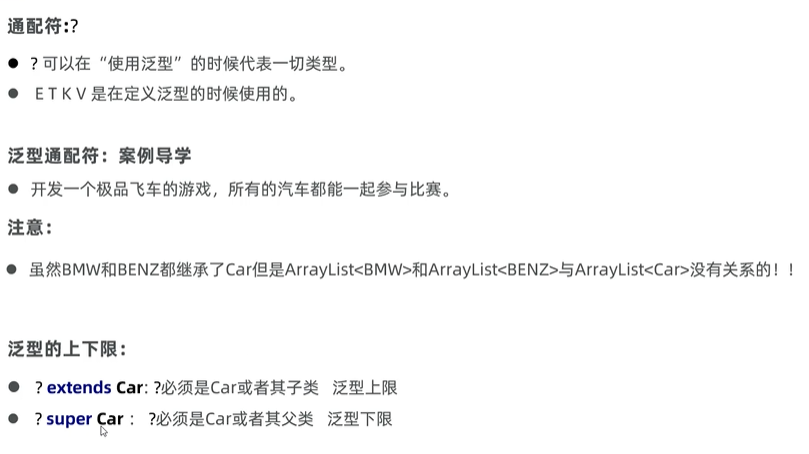 通配符:?
? 可以在“使用泛型”的时候代表一切类型。
E T K V 是在定义泛型的时候使用的。
泛型通配符：案例导学
开发一个极品飞车的游戏，所有的汽车都能一起参与比赛。
注意：
虽然BMW和BENZ都继承了Car但是ArrayList<BMW>和ArrayList<BENZ>与ArrayList<Car>没有关系的！！
泛型的上下限：
? extends Car: ?必须是Car或者其子类 泛型上限
? super Car： ?必须是Car或者其父类 泛型下限